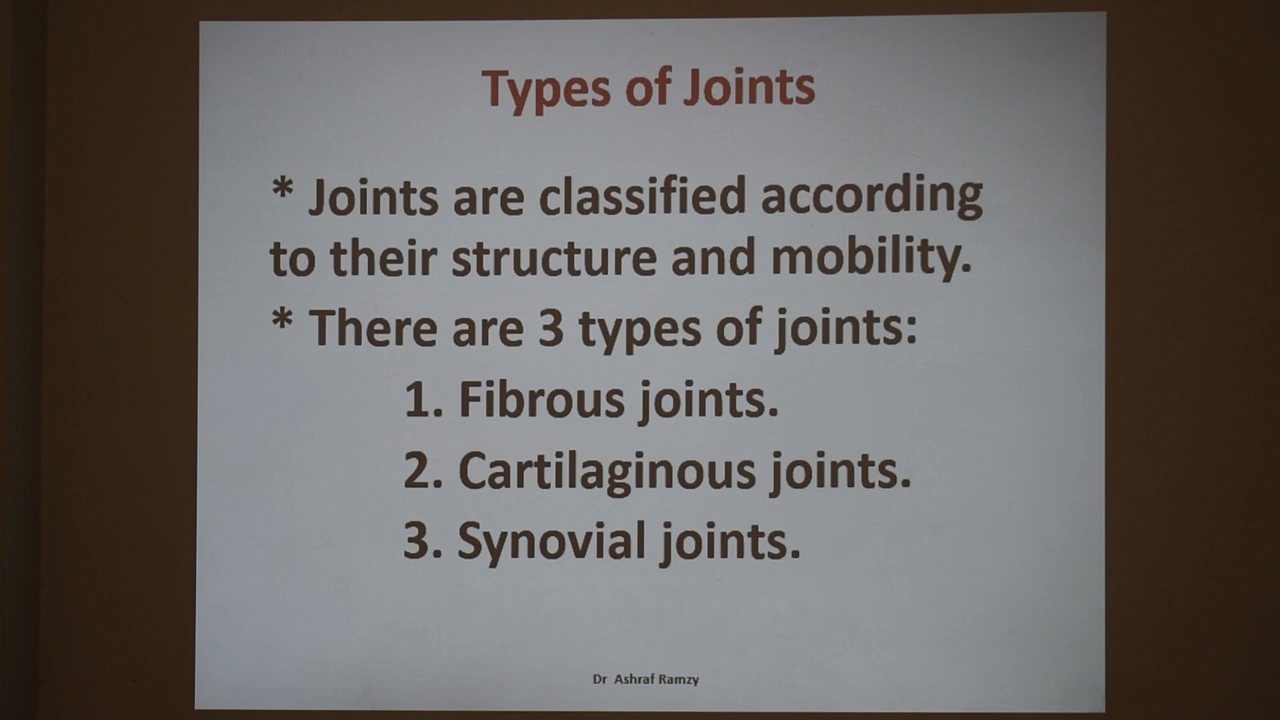 Types of Joints
* Joints are classified according
to their structure and mobility.
* There are 3 types of joints:
1. Fibrous joints.
2. Cartilaginous joints.
3. Synovial joints.
Dr Ashraf Ramzy